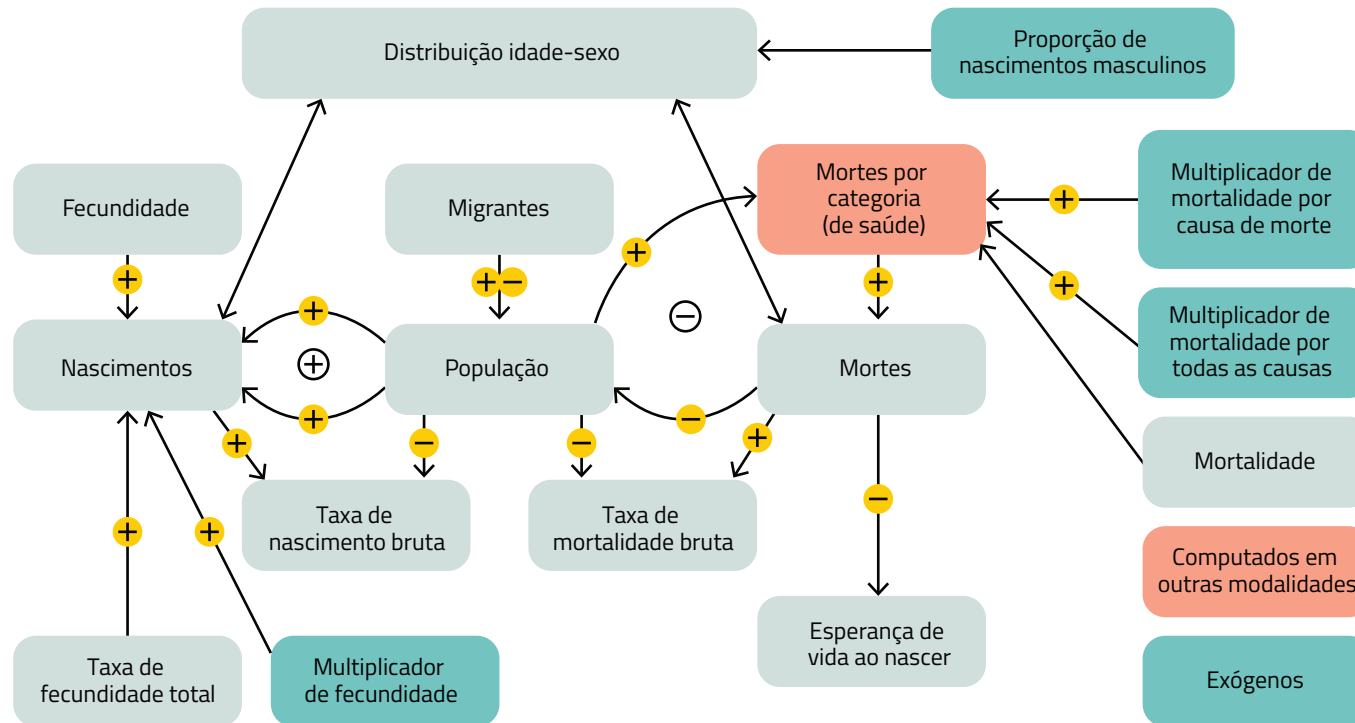 Distribuição idade-sexo
Proporção de
nascimentos masculinos
Fecundidade
Migrantes
Mortes por
categoria
(de saúde)
Multiplicador de
mortalidade por
causa de morte
+
+
+
−
+
+
+
−
+
Nascimentos
+
+
População
Mortes
Multiplicador de
mortalidade por
todas as causas
+
−
+
−
−
+
Mortalidade
Taxa de
nascimento bruta
Taxa de
mortalidade bruta
−
+
+
Computados em
outras modalidades
Taxa de
fecundidade total
Multiplicador
de fecundidade
Esperança de
vida ao nascer
Exógenos